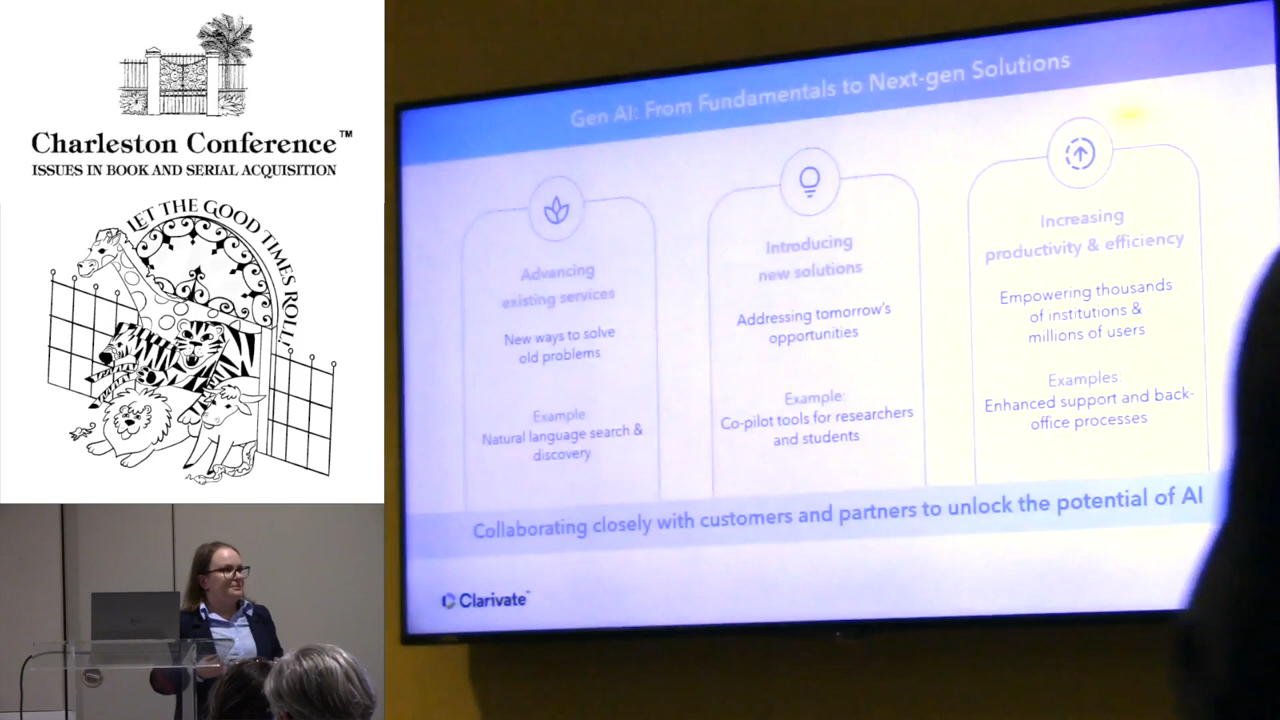 Charleston Conference™
ISSUES IN BOOK AND SERIAL ACQUISITION
LET THE GOOD TIMES ROLL!
Gen AI: From Fundamentals to Next-gen Solutions
Advancing
existing services
New ways to solve
old problems
Example
Natural language search &
discovery
Introducing
new solutions
Addressing tomorrow's
opportunities
Example:
Co-pilot tools for researchers
and students
Increasing
productivity & efficiency
Empowering thousands
of institutions &
millions of users
Examples:
Enhanced support and back-
office processes
Collaborating closely with customers and partners to unlock the potential of AI
Clarivate™